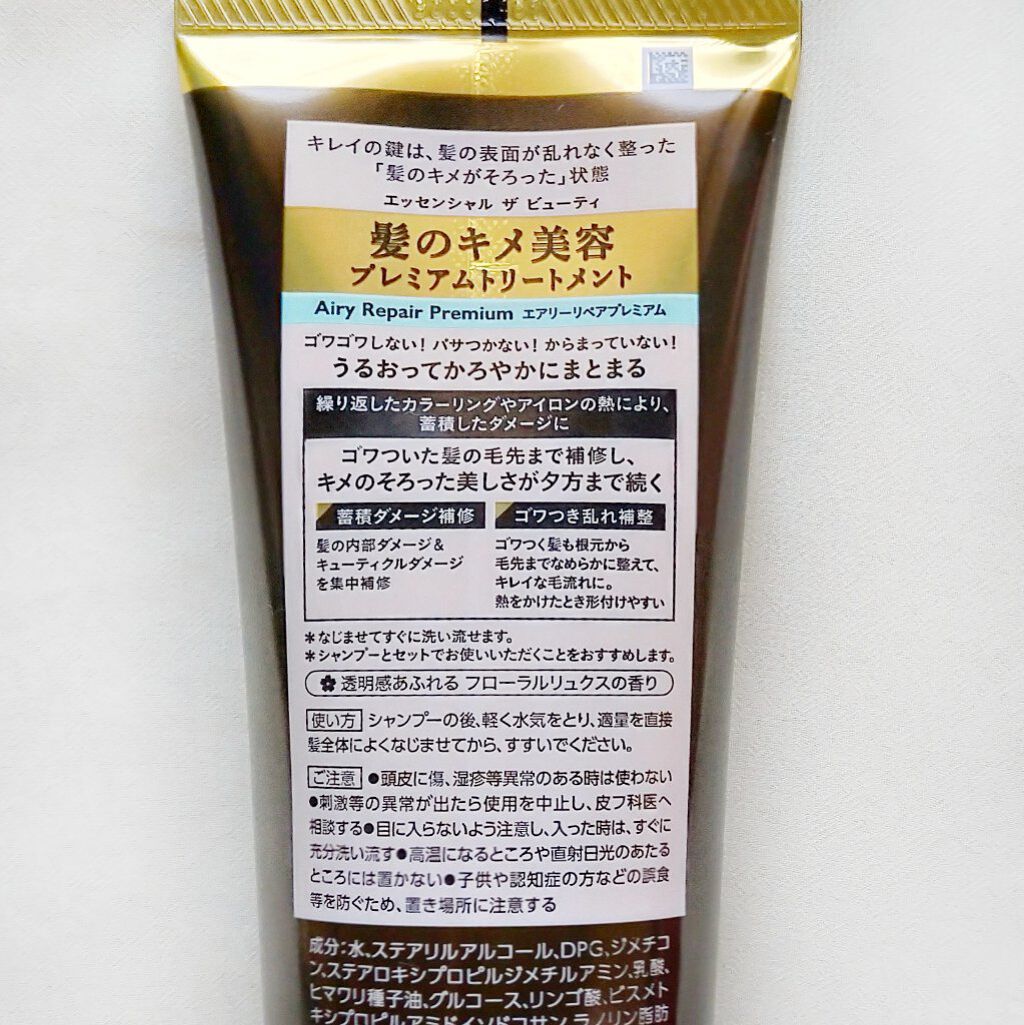 キレイの鍵は、髪の表面が乱れなく整った
「髪のキメがそろった」状態
エッセンシャル ザ ビューティ
髪のキメ美容
プレミアムトリートメント
Airy Repair Premium エアリーリペアプレミアム
ゴワゴワしない! パサつかない! からまっていない!
うるおってかろやかにまとまる
繰り返したカラーリングやアイロンの熱により、
蓄積したダメージに
ゴワついた髪の毛先まで補修し、
キメのそろった美しさが夕方まで続く
蓄積ダメージ補修
髪の内部ダメージ&
キューティクルダメージ
を集中補修
ゴワつき乱れ補整
ゴワつく髪も根元から
毛先までなめらかに整えて、
キレイな毛流れに。
熱をかけたとき形付けやすい
*なじませてすぐに洗い流せます。
*シャンプーとセットでお使いいただくことをおすすめします。
透明感あふれる フローラルリュクスの香り
使い方 シャンプーの後、軽く水気をとり、適量を直接
髪全体によくなじませてから、すすいでください。
ご注意 ●頭皮に傷、湿疹等異常のある時は使わない
●刺激等の異常が出たら使用を中止し、皮フ科医へ
相談する●目に入らないよう注意し、入った時は、すぐに
充分洗い流す●高温になるところや直射日光のあたる
ところには置かない●子供や認知症の方などの誤食
等を防ぐため、置き場所に注意する
成分:水、ステアリルアルコール、DPG、ジメチコ
ン、ステアロキシプロピルジメチルアミン、乳酸、
ヒマワリ種子油、グルコース、リンゴ酸、ビスメト
キシプロピルアミドイソドコサン、ラノリン脂肪